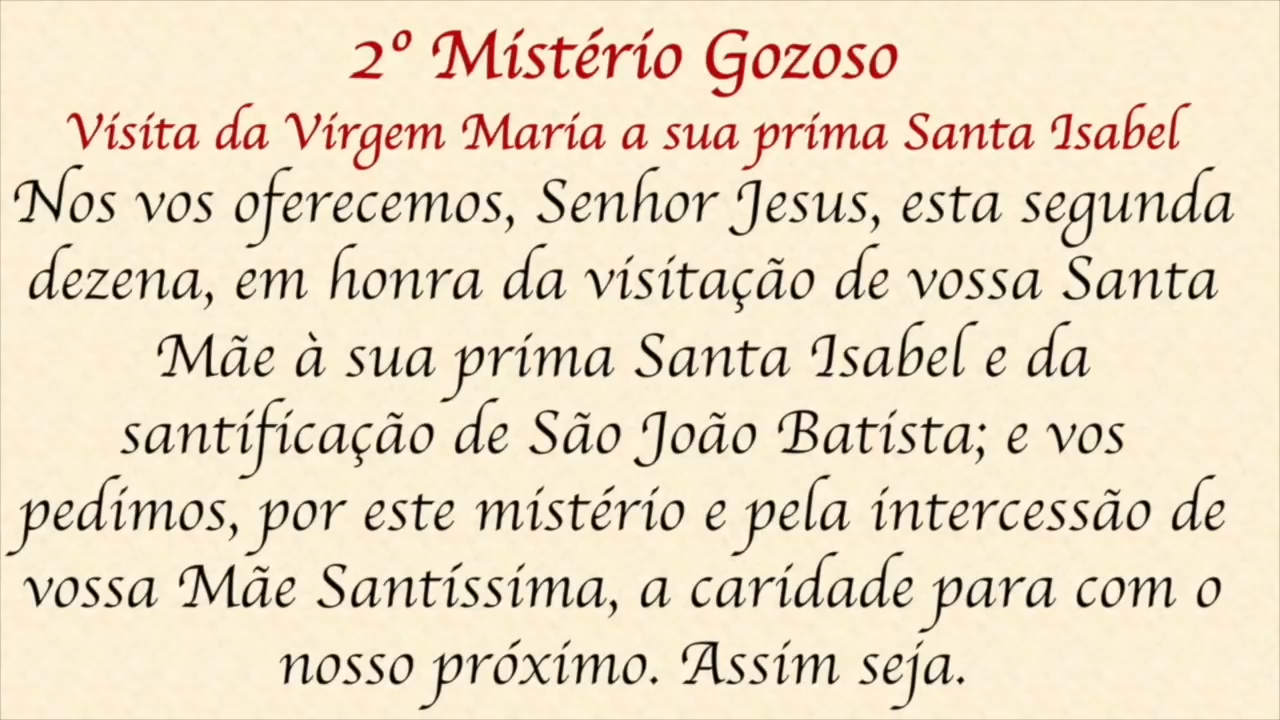 2º Mistério Gozoso
Visita da Virgem Maria a sua prima Santa Isabel
Nos vos oferecemos, Senhor Jesus, esta segunda
dezena, em honra da visitação de vossa Santa
Mãe à sua prima Santa Isabel e da
santificação de São João Batista; e vos
pedimos, por este mistério e pela intercessão de
vossa Mãe Santíssima, a caridade para com o
nosso próximo. Assim seja.